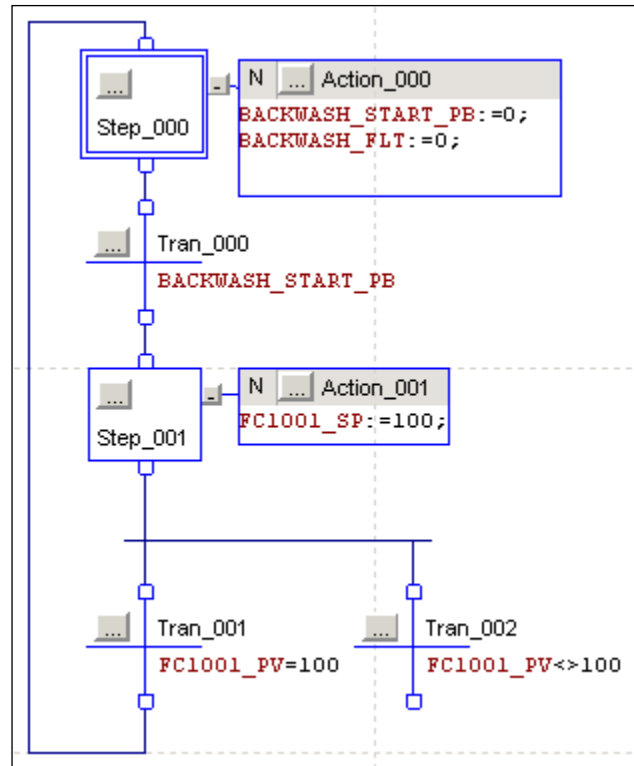 ...
N ... Action_000
Step_000
BACKWASH_START_PB:=0;
BACKWASH_FLT:=0;
... Tran_000
BACKWASH_START_PB
...
N ... Action_001
Step_001
FC1001_SP:=100;
... Tran_001
FC1001_PV=100
... Tran_002
FC1001_PV<>100